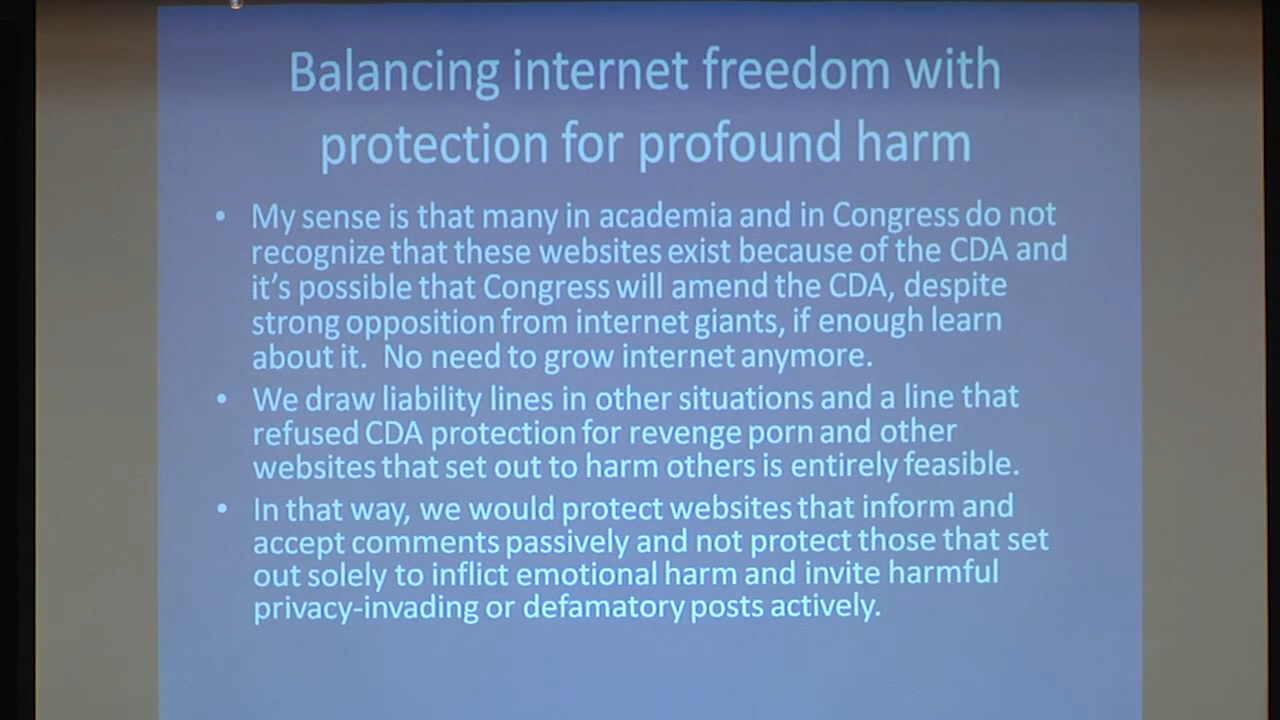 Balancing internet freedom with
protection for profound harm
• My sense is that many in academia and in Congress do not
recognize that these websites exist because of the CDA and
it's possible that Congress will amend the CDA, despite
strong opposition from internet giants, if enough learn
about it.  No need to grow internet anymore.
• We draw liability lines in other situations and a line that
refused CDA protection for revenge porn and other
websites that set out to harm others is entirely feasible.
• In that way, we would protect websites that inform and
accept comments passively and not protect those that set
out solely to inflict emotional harm and invite harmful
privacy-invading or defamatory posts actively.